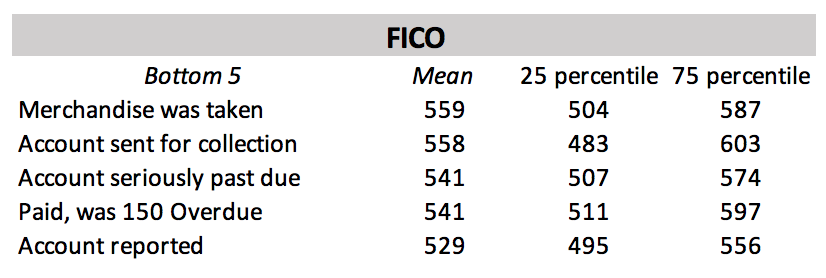 FICO
Bottom 5 Mean 25 percentile 75 percentile
Merchandise was taken 559 504 587
Account sent for collection 558 483 603
Account seriously past due 541 507 574
Paid, was 150 Overdue 541 511 597
Account reported 529 495 556